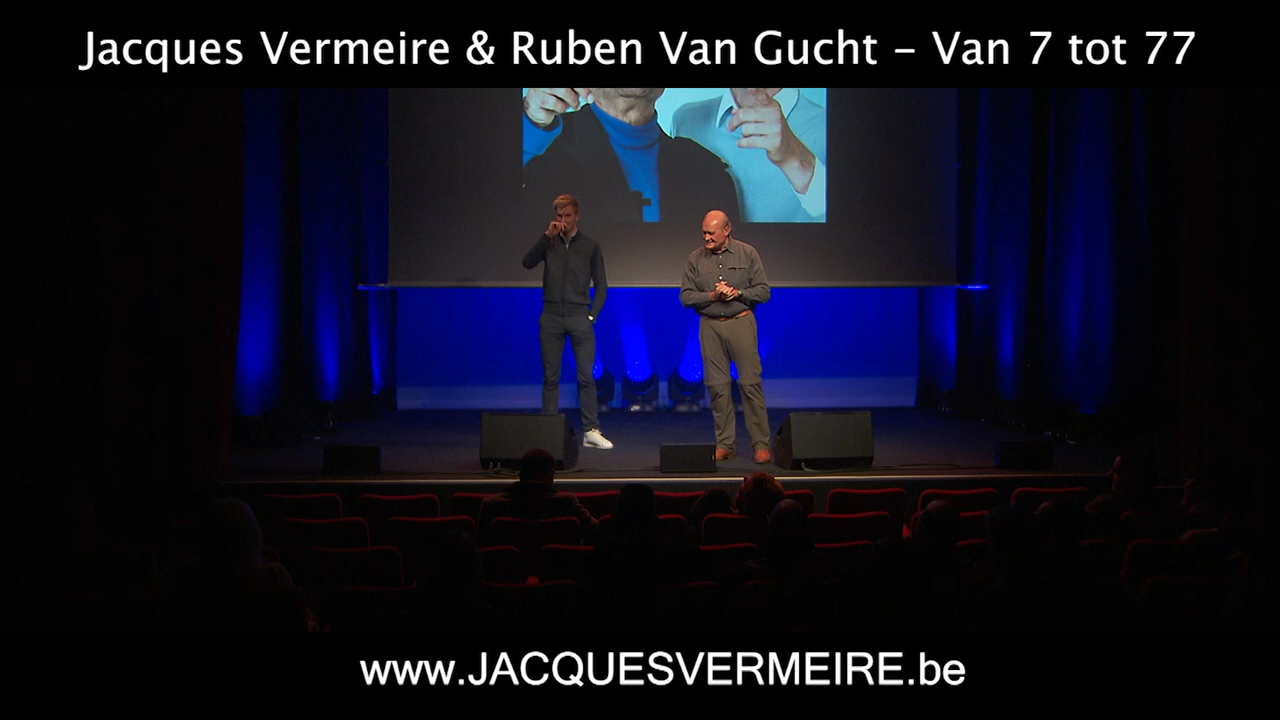 Jacques Vermeire & Ruben Van Gucht - Van 7 tot 77
www.JACQUESVERMEIRE.be